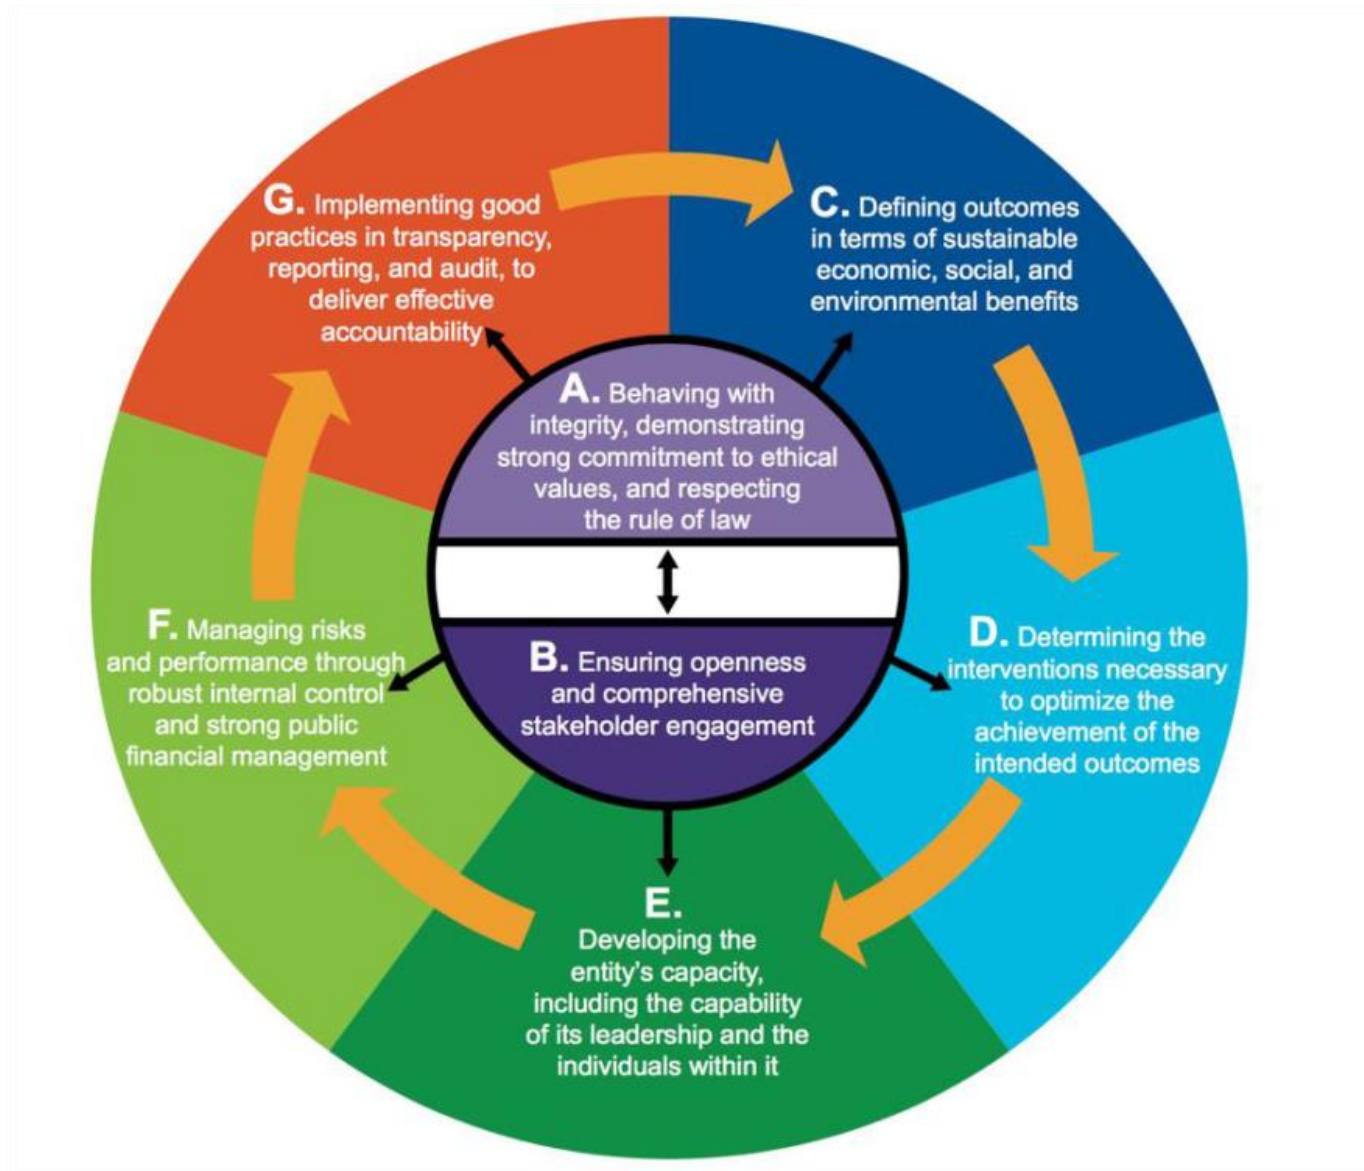 G. Implementing good
practices in transparency,
reporting, and audit, to
deliver effective
accountability
C. Defining outcomes
in terms of sustainable
economic, social, and
environmental benefits
A. Behaving with
integrity, demonstrating
strong commitment to ethical
values, and respecting
the rule of law
F. Managing risks
and performance through
robust internal control
and strong public
financial management
B. Ensuring openness
and comprehensive
stakeholder engagement
D. Determining the
interventions necessary
to optimize the
achievement of the
intended outcomes
E.
Developing the
entity's capacity,
including the capability
of its leadership and the
individuals within it